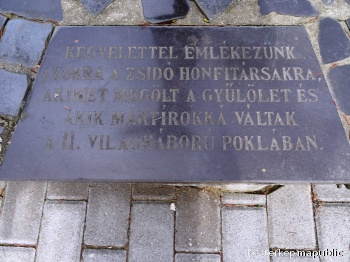 KEGYELETTEL EMLÉKEZÜNK
AZOKRA A ZSIDÓ HONFITÁRSAKRA,
AKIKET MEGÖLT A GYŰLÖLET ÉS
AKIK MÁRTÍROKKÁ VÁLTAK
A II. VILÁGHÁBORÚ POKLÁBAN.